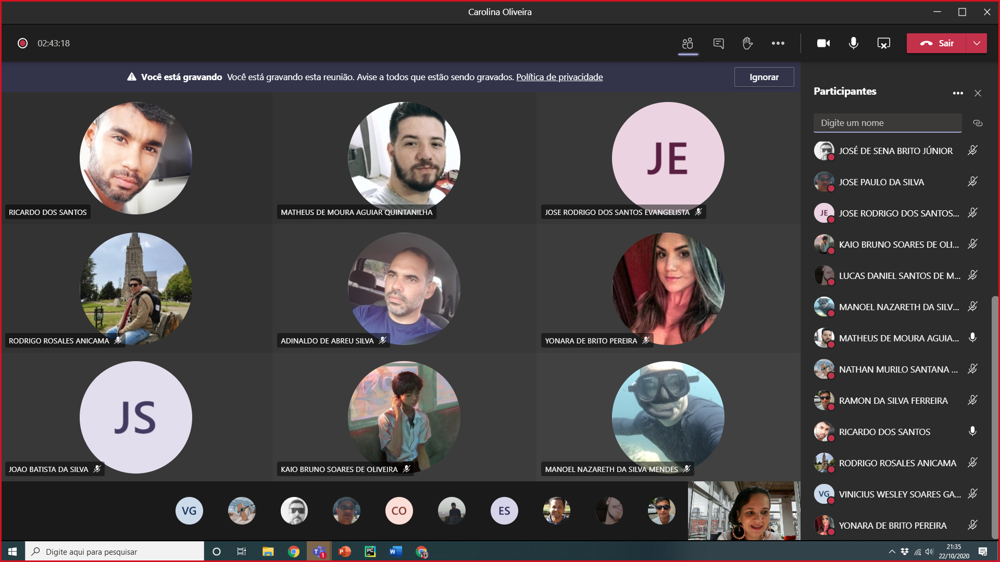 Carolina Oliveira
02:43:18
Sair
Você está gravando Você está gravando esta reunião. Avise a todos que estão sendo gravados. Política de privacidade
Ignorar
RICARDO DOS SANTOS
MATHEUS DE MOURA AGUIAR QUINTANILHA
JE
JOSE RODRIGO DOS SANTOS EVANGELISTA
RODRIGO ROSALES ANICAMA
ADINALDO DE ABREU SILVA
YONARA DE BRITO PEREIRA
JS
JOAO BATISTA DA SILVA
KAIO BRUNO SOARES DE OLIVEIRA
MANOEL NAZARETH DA SILVA MENDES
VG
CO
ES
Participantes
Digite um nome
JOSÉ DE SENA BRITO JÚNIOR
JOSE PAULO DA SILVA
JE
JOSE RODRIGO DOS SANTOS...
KAIO BRUNO SOARES DE OLI...
LUCAS DANIEL SANTOS DE M...
MANOEL NAZARETH DA SILV...
MATHEUS DE MOURA AGUIA...
NATHAN MURILO SANTANA ...
RAMON DA SILVA FERREIRA
RICARDO DOS SANTOS
RODRIGO ROSALES ANICAMA
VG
VINICIUS WESLEY SOARES GA...
YONARA DE BRITO PEREIRA
Digite aqui para pesquisar
T
1
P
PC
W
21:35
22/10/2020